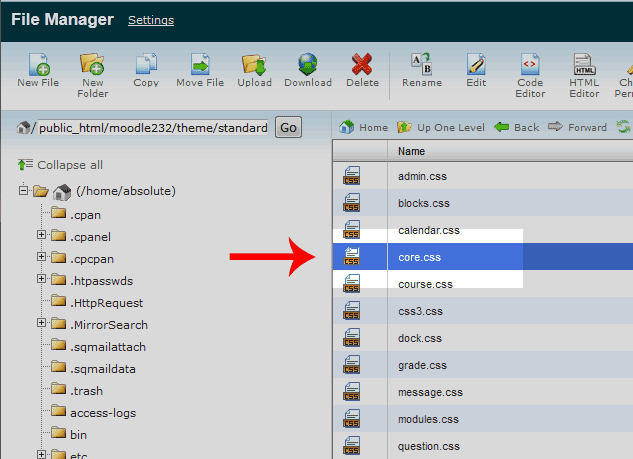 File Manager Settings
New File New Folder Copy Move File Upload Download Delete Rename Edit Code Editor HTML Editor
/ public_html/moodle232/theme/standard Go
Home Up One Level Back Forward
Collapse all
(/home/absolute)
.cpan
.cpanel
.cpcpan
.htpasswds
.HttpRequest
.MirrorSearch
.sqmailattach
.sqmaildata
.trash
access-logs
bin
etc
Name
admin.css
blocks.css
calendar.css
core.css
course.css
css3.css
dock.css
grade.css
message.css
modules.css
question.css